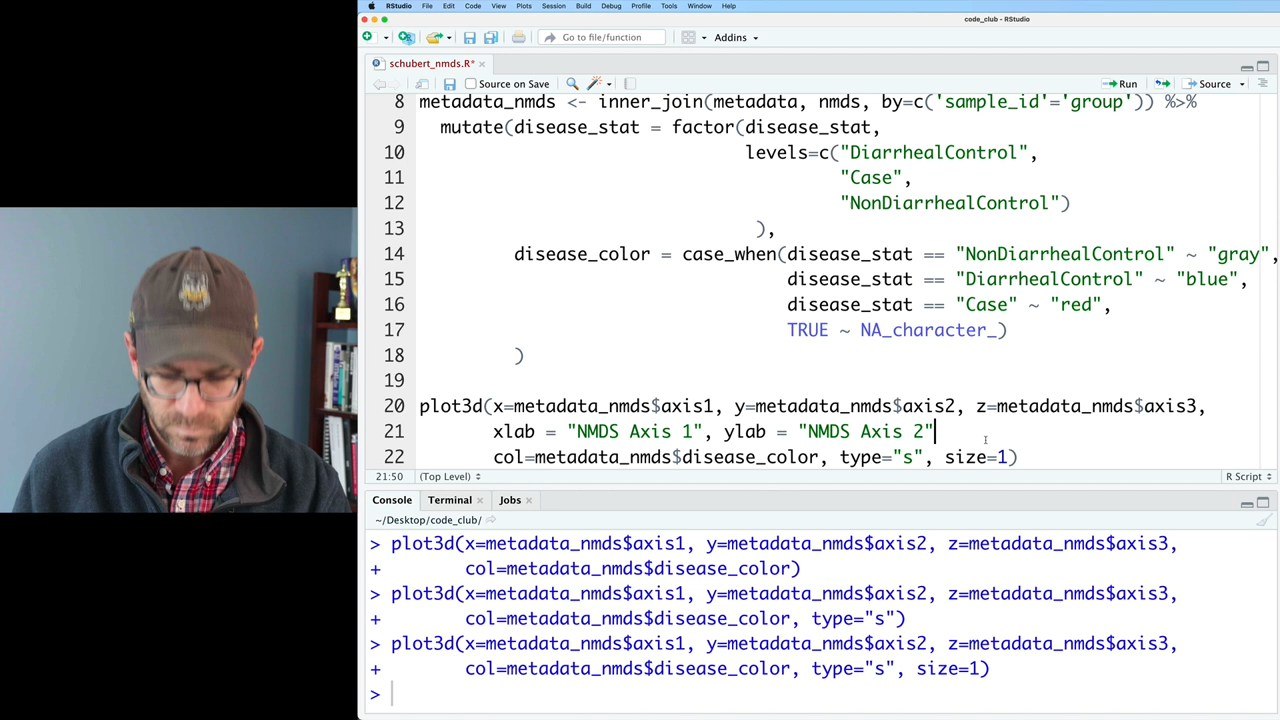 RStudio File Edit Code View Plots Session Build Debug Profile Tools Window Help
code_club - RStudio
Go to file/function Addins
schubert_nmds.R*
Source on Save Run Source
8 metadata_nmds <- inner_join(metadata, nmds, by=c('sample_id'='group')) %>%
9 mutate(disease_stat = factor(disease_stat,
10 levels=c("DiarrhealControl",
11 "Case",
12 "NonDiarrhealControl")
13 ),
14 disease_color = case_when(disease_stat == "NonDiarrhealControl" ~ "gray",
15 disease_stat == "DiarrhealControl" ~ "blue",
16 disease_stat == "Case" ~ "red",
17 TRUE ~ NA_character_)
18 )
19
20 plot3d(x=metadata_nmds$axis1, y=metadata_nmds$axis2, z=metadata_nmds$axis3,
21 xlab = "NMDS Axis 1", ylab = "NMDS Axis 2"
22 col=metadata_nmds$disease_color, type="s", size=1)
21:50 (Top Level) R Script
Console Terminal Jobs
~/Desktop/code_club/
> plot3d(x=metadata_nmds$axis1, y=metadata_nmds$axis2, z=metadata_nmds$axis3,
+ col=metadata_nmds$disease_color)
> plot3d(x=metadata_nmds$axis1, y=metadata_nmds$axis2, z=metadata_nmds$axis3,
+ col=metadata_nmds$disease_color, type="s")
> plot3d(x=metadata_nmds$axis1, y=metadata_nmds$axis2, z=metadata_nmds$axis3,
+ col=metadata_nmds$disease_color, type="s", size=1)
>